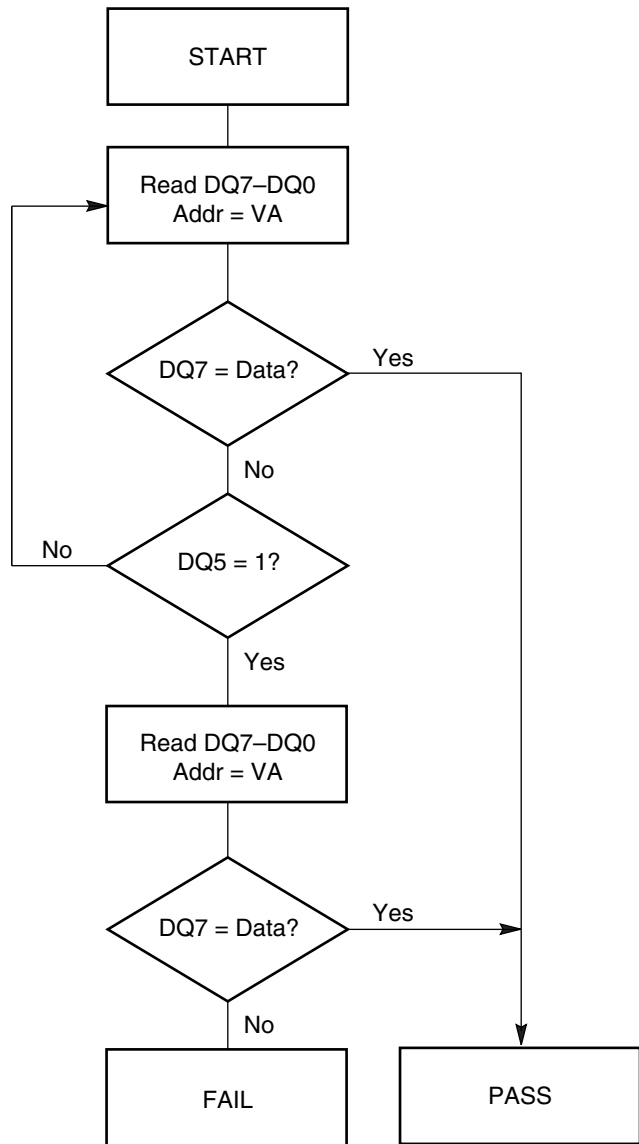 START
Read DQ7–DQ0
Addr = VA
DQ7 = Data?
Yes
No
DQ5 = 1?
No
Yes
Read DQ7–DQ0
Addr = VA
DQ7 = Data?
Yes
No
FAIL
PASS